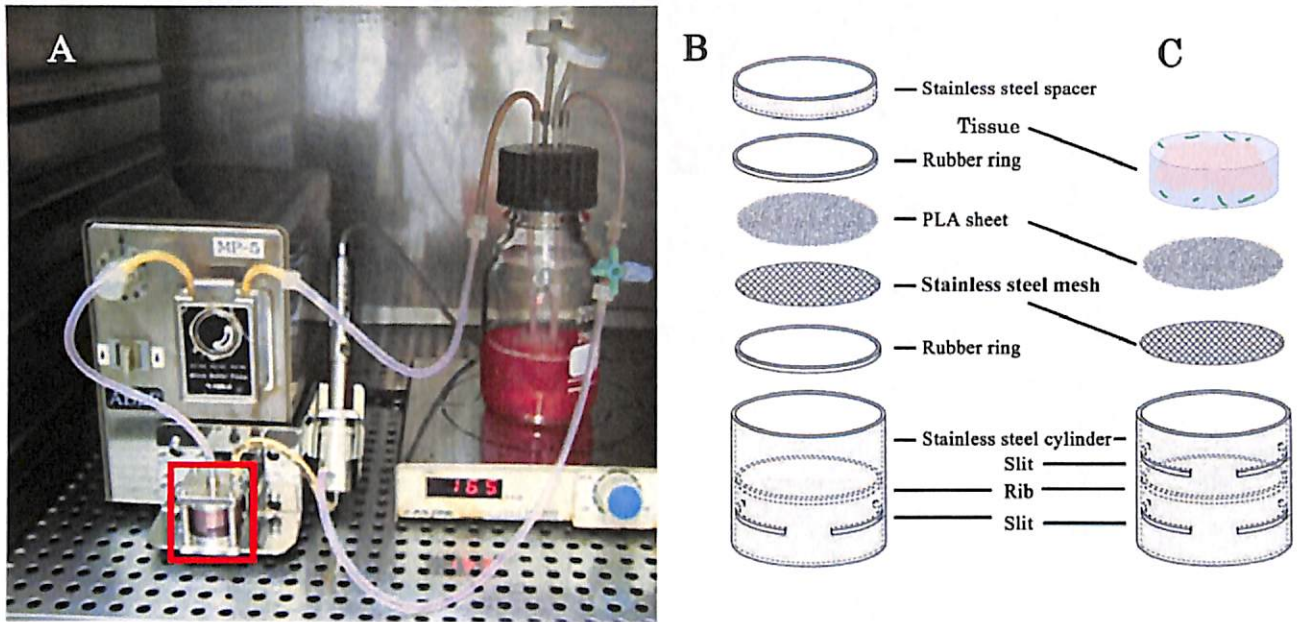 A
MP-5
165
B
C
Stainless steel spacer
Tissue
Rubber ring
PLA sheet
Stainless steel mesh
Rubber ring
Stainless steel cylinder
Slit
Rib
Slit